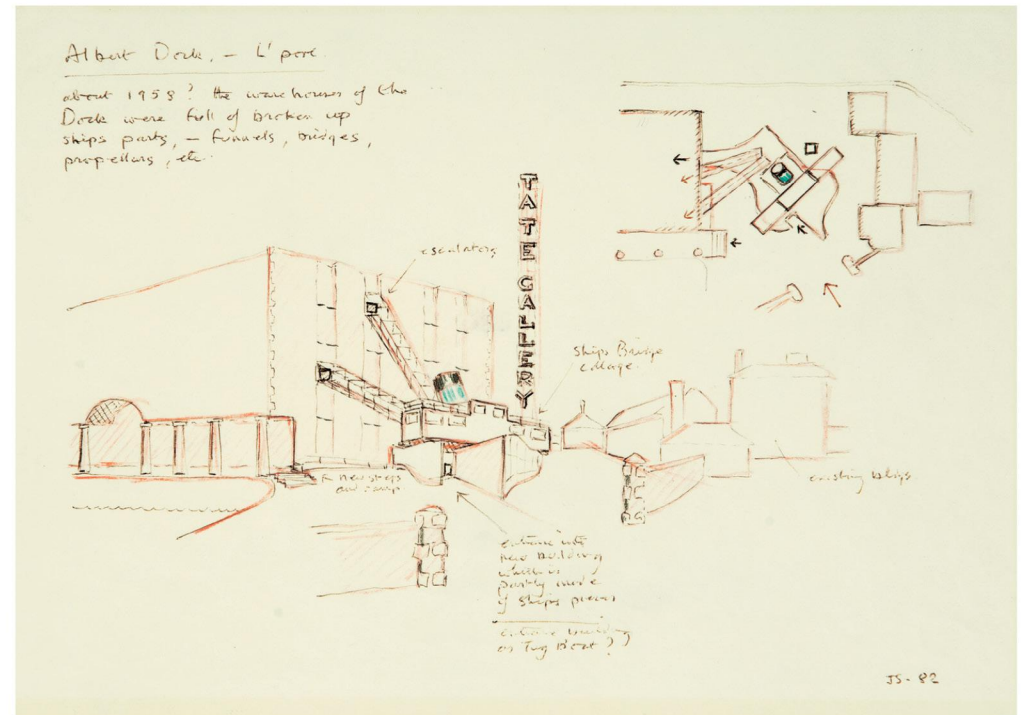 Albert Dock, – L'pool.
about 1958? the warehouses of the
Dock were full of broken up
ships parts, – funnels, bridges,
propellars, etc.
TATE GALLERY
escalators
Ships Bridge
collage.
new steps
and ramp
existing bldgs
entrance into
new building
which is
partly made
of ships pieces
entrance building
as Tug Boat?
JS - 82